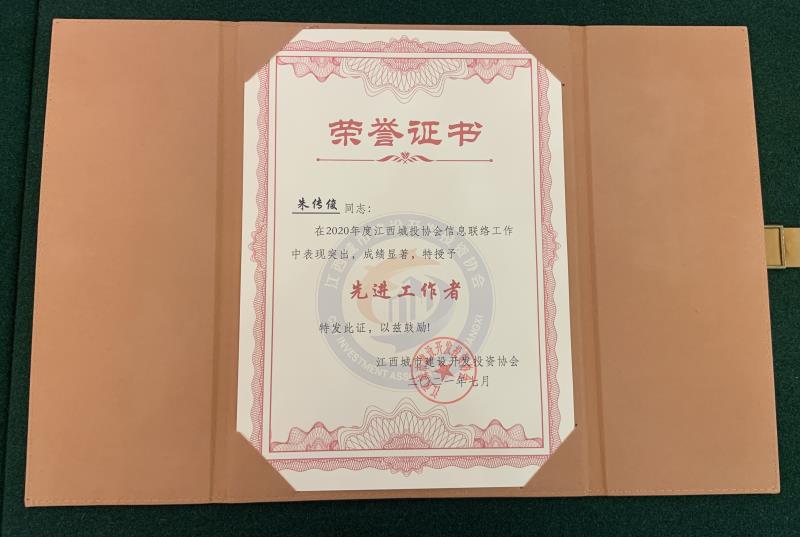 荣誉证书
朱传俊 同志：
在2020年度江西城投协会信息联络工作
中表现突出，成绩显著，特授予
先进工作者
特发此证，以兹鼓励!
江西城市建设开发投资协会
二〇二一年七月